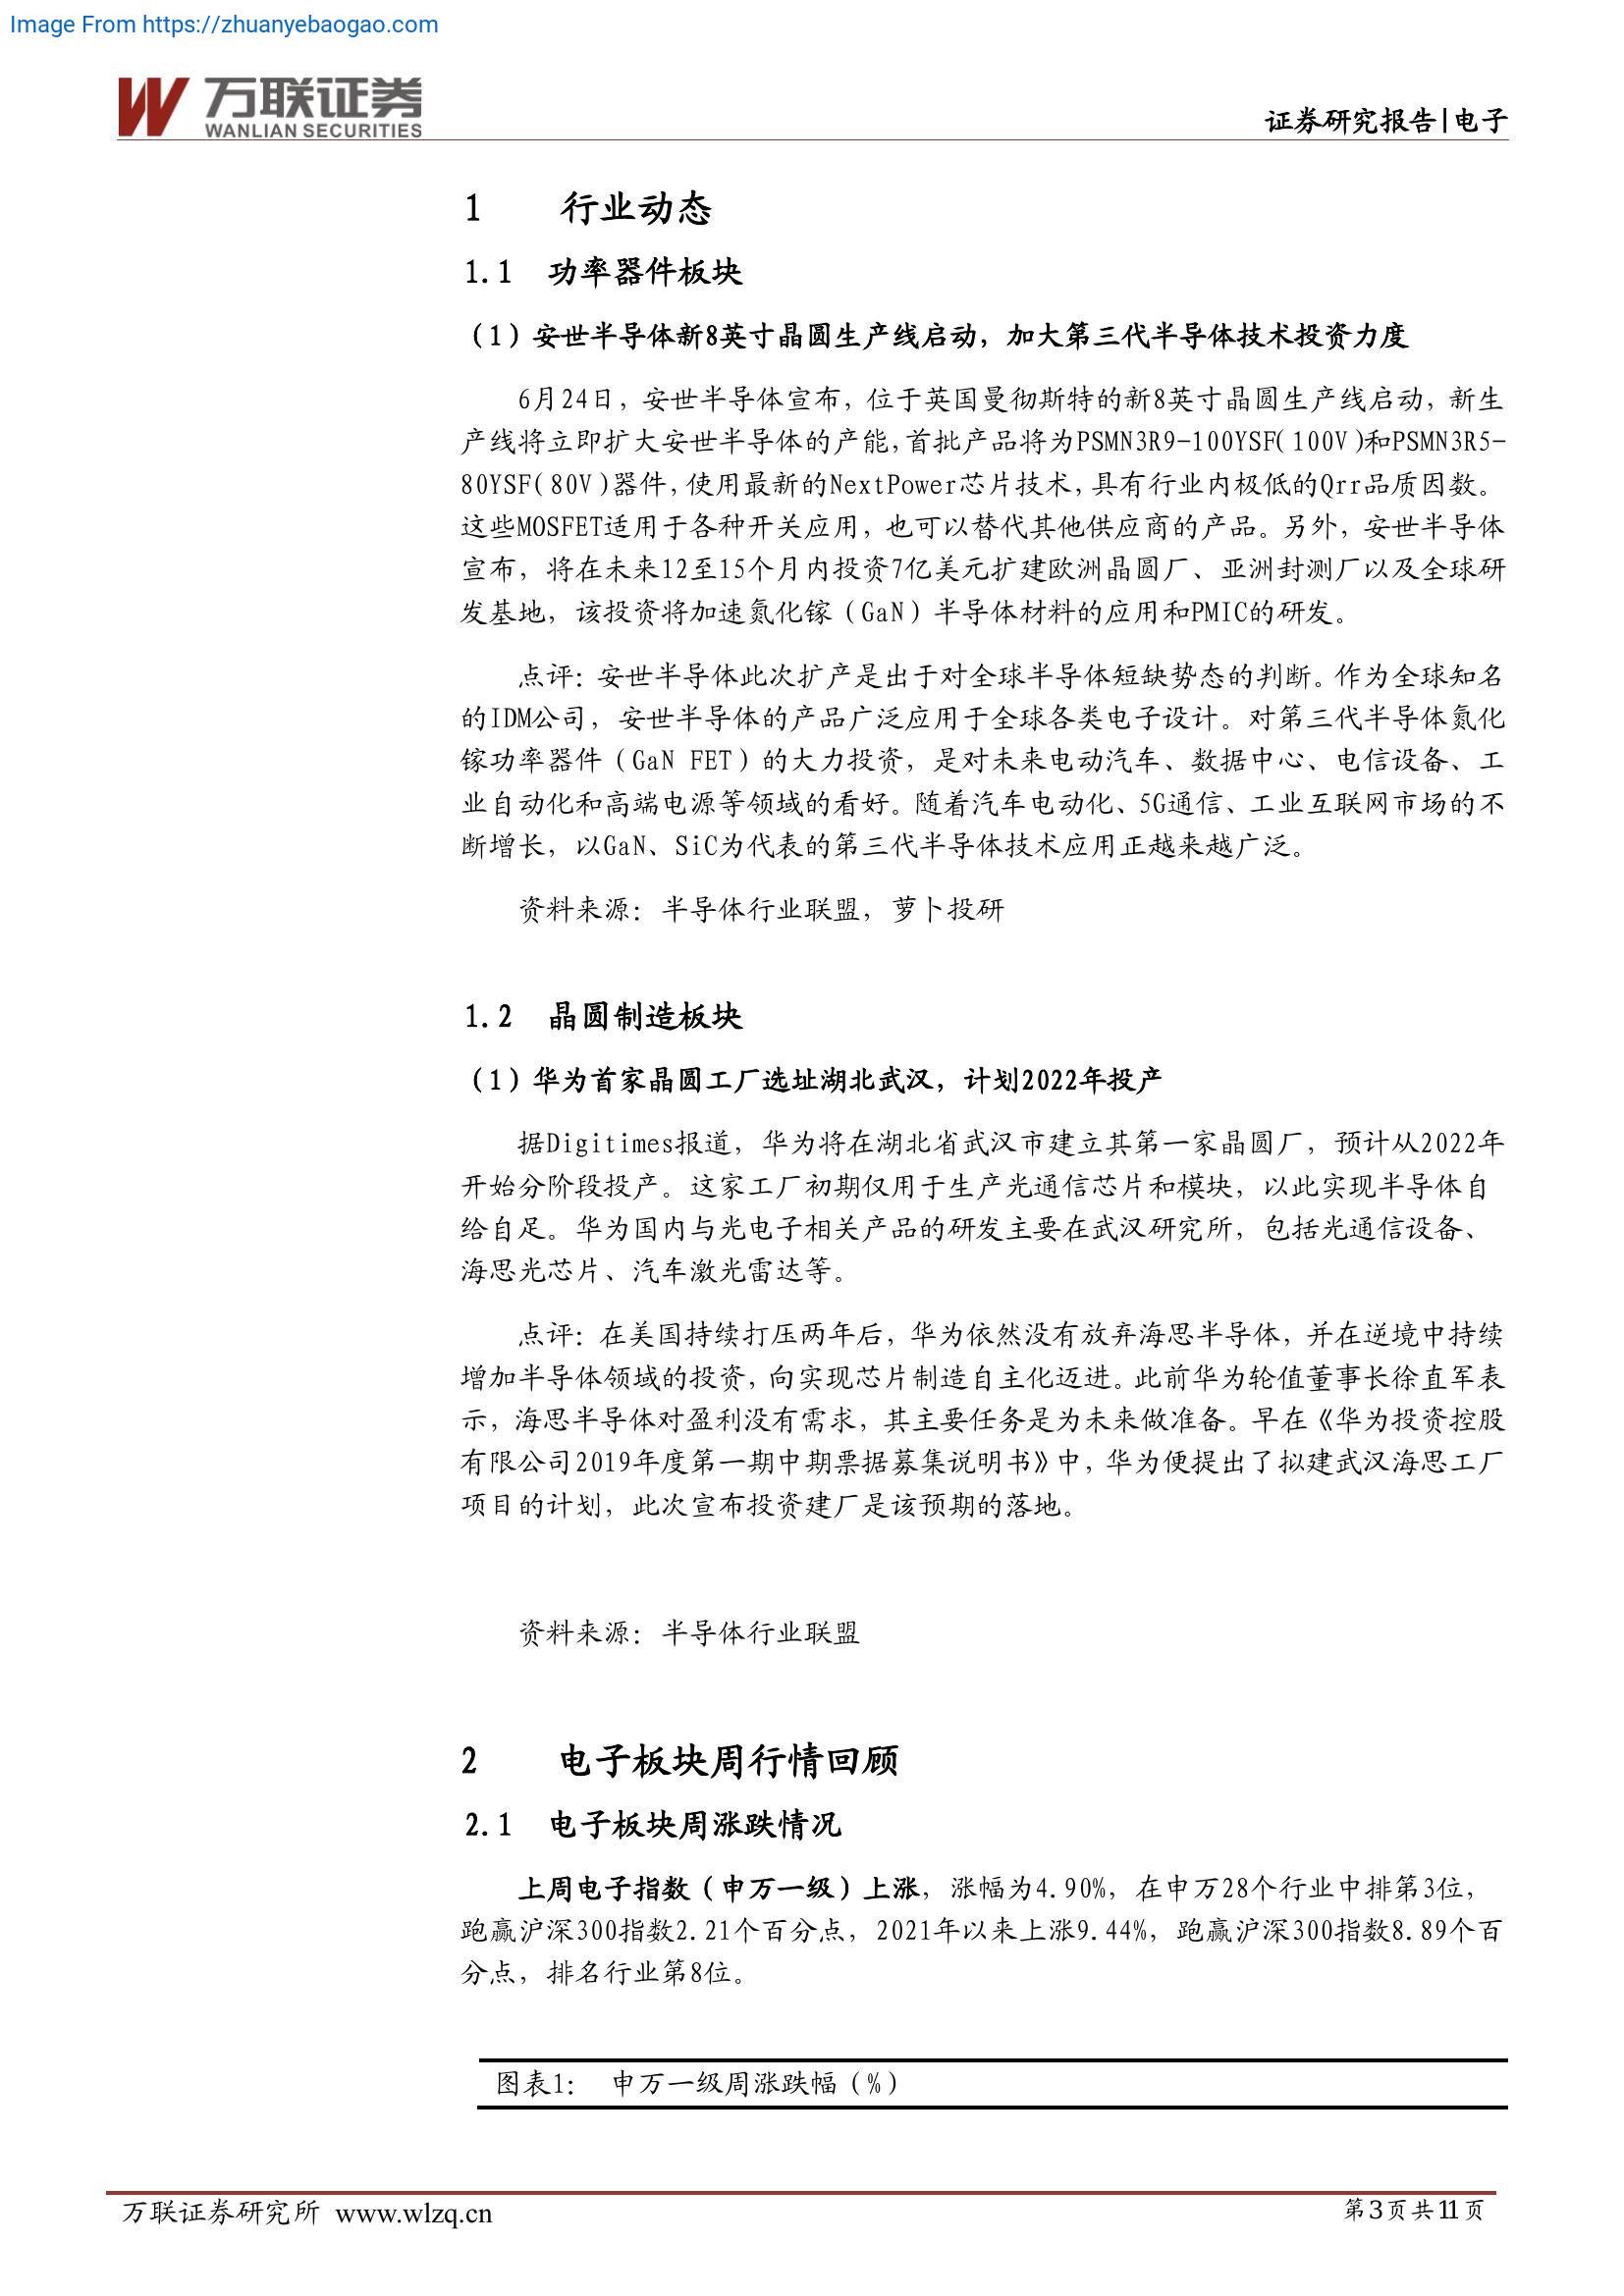 Image From https://zhuanyebaogao.com
万联证券
WANLIAN SECURITIES
证券研究报告|电子
1 行业动态
1.1 功率器件板块
（1）安世半导体新8英寸晶圆生产线启动，加大第三代半导体技术投资力度
6月24日，安世半导体宣布，位于英国曼彻斯特的新8英寸晶圆生产线启动，新生
产线将立即扩大安世半导体的产能，首批产品将为PSMN3R9-100YSF(100V)和PSMN3R5-
80YSF(80V)器件，使用最新的NextPower芯片技术，具有行业内极低的Qrr品质因数。
这些MOSFET适用于各种开关应用，也可以替代其他供应商的产品。另外，安世半导体
宣布，将在未来12至15个月内投资7亿美元扩建欧洲晶圆厂、亚洲封测厂以及全球研
发基地，该投资将加速氮化镓（GaN）半导体材料的应用和PMIC的研发。
点评：安世半导体此次扩产是出于对全球半导体短缺势态的判断。作为全球知名
的IDM公司，安世半导体的产品广泛应用于全球各类电子设计。对第三代半导体氮化
镓功率器件（GaN FET）的大力投资，是对未来电动汽车、数据中心、电信设备、工
业自动化和高端电源等领域的看好。随着汽车电动化、5G通信、工业互联网市场的不
断增长，以GaN、SiC为代表的第三代半导体技术应用正越来越广泛。
资料来源：半导体行业联盟，萝卜投研
1.2 晶圆制造板块
（1）华为首家晶圆工厂选址湖北武汉，计划2022年投产
据Digitimes报道，华为将在湖北省武汉市建立其第一家晶圆厂，预计从2022年
开始分阶段投产。这家工厂初期仅用于生产光通信芯片和模块，以此实现半导体自
给自足。华为国内与光电子相关产品的研发主要在武汉研究所，包括光通信设备、
海思光芯片、汽车激光雷达等。
点评：在美国持续打压两年后，华为依然没有放弃海思半导体，并在逆境中持续
增加半导体领域的投资，向实现芯片制造自主化迈进。此前华为轮值董事长徐直军表
示，海思半导体对盈利没有需求，其主要任务是为未来做准备。早在《华为投资控股
有限公司2019年度第一期中期票据募集说明书》中，华为便提出了拟建武汉海思工厂
项目的计划，此次宣布投资建厂是该预期的落地。
资料来源：半导体行业联盟
2 电子板块周行情回顾
2.1 电子板块周涨跌情况
上周电子指数（申万一级）上涨，涨幅为4.90%，在申万28个行业中排第3位，
跑赢沪深300指数2.21个百分点，2021年以来上涨9.44%，跑赢沪深300指数8.89个百
分点，排名行业第8位。
图表1： 申万一级周涨跌幅（%）
万联证券研究所 www.wlzq.cn
第3页共11页